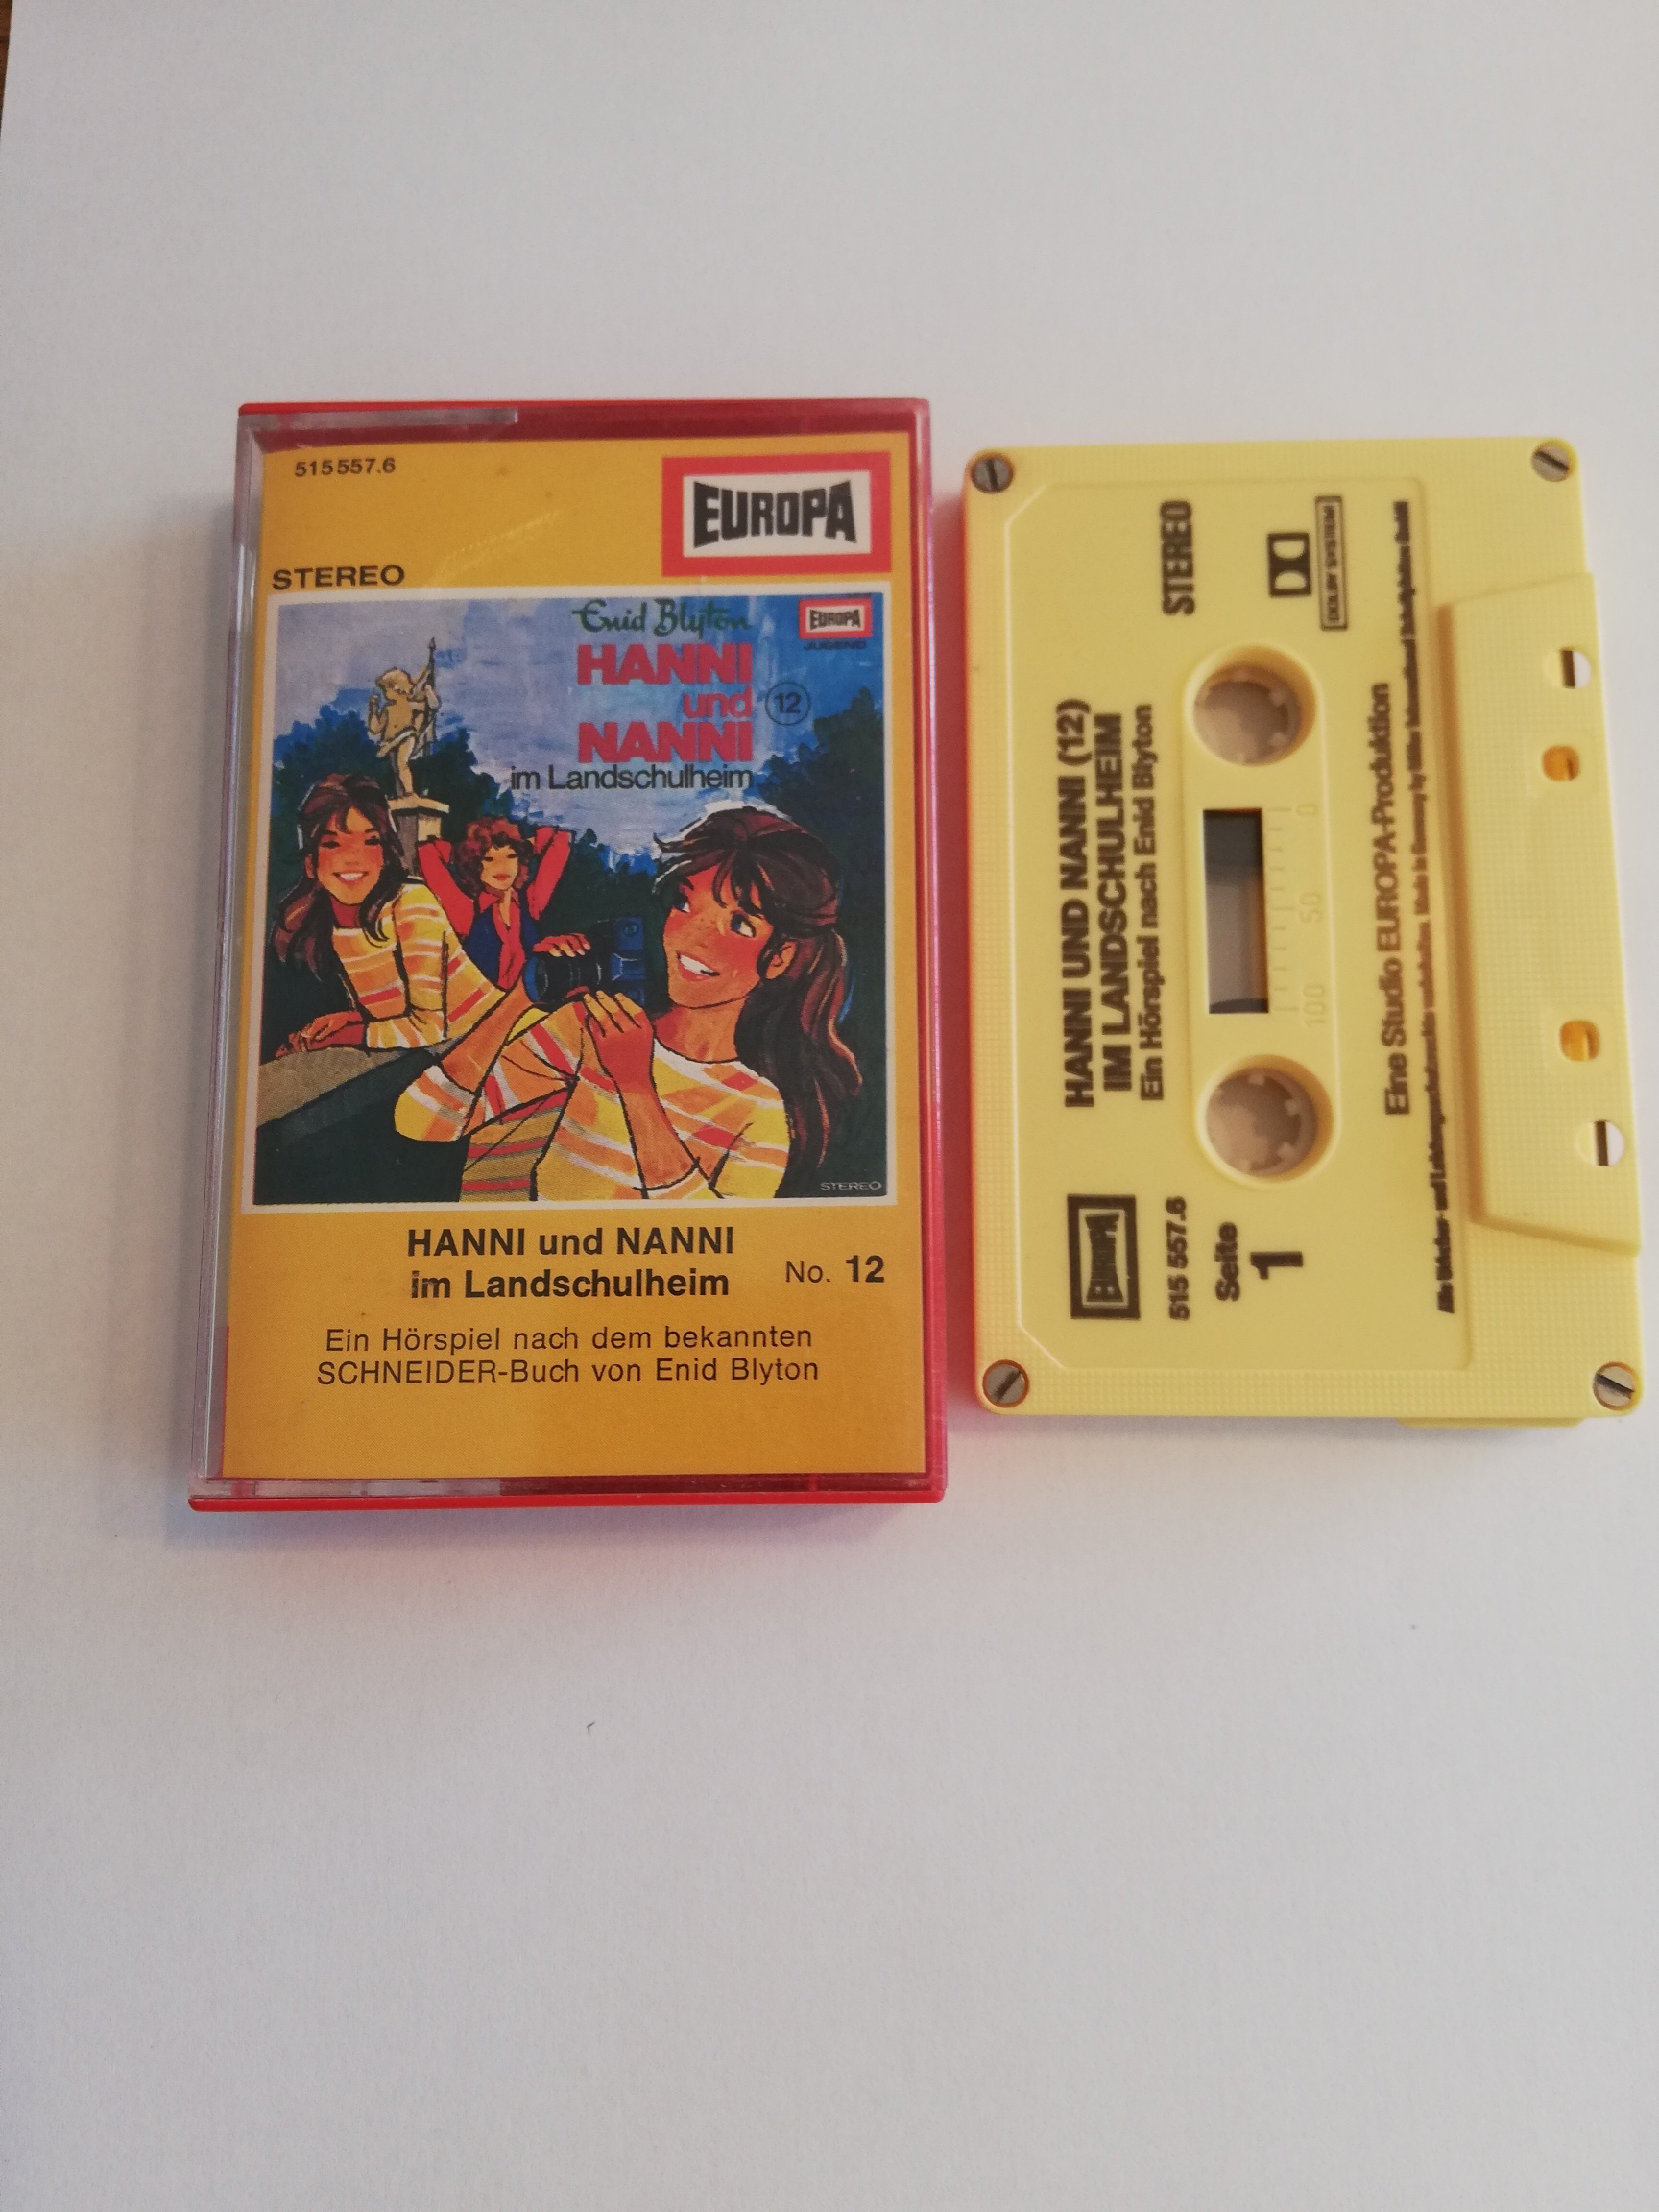 515 557.6
EUROPA
STEREO
Enid Blyton
EUROPA
JUGEND
HANNI
und
12
NANNI
im Landschulheim
STEREO
HANNI und NANNI
im Landschulheim
No. 12
Ein Hörspiel nach dem bekannten
SCHNEIDER-Buch von Enid Blyton
HANNI UND NANNI (12)
IM LANDSCHULHEIM
Ein Hörspiel nach Enid Blyton
EUROPA
515 557.6
STEREO
Seite
1
DOLBY SYSTEM
100 50 0
Eine Studio EUROPA-Produktion